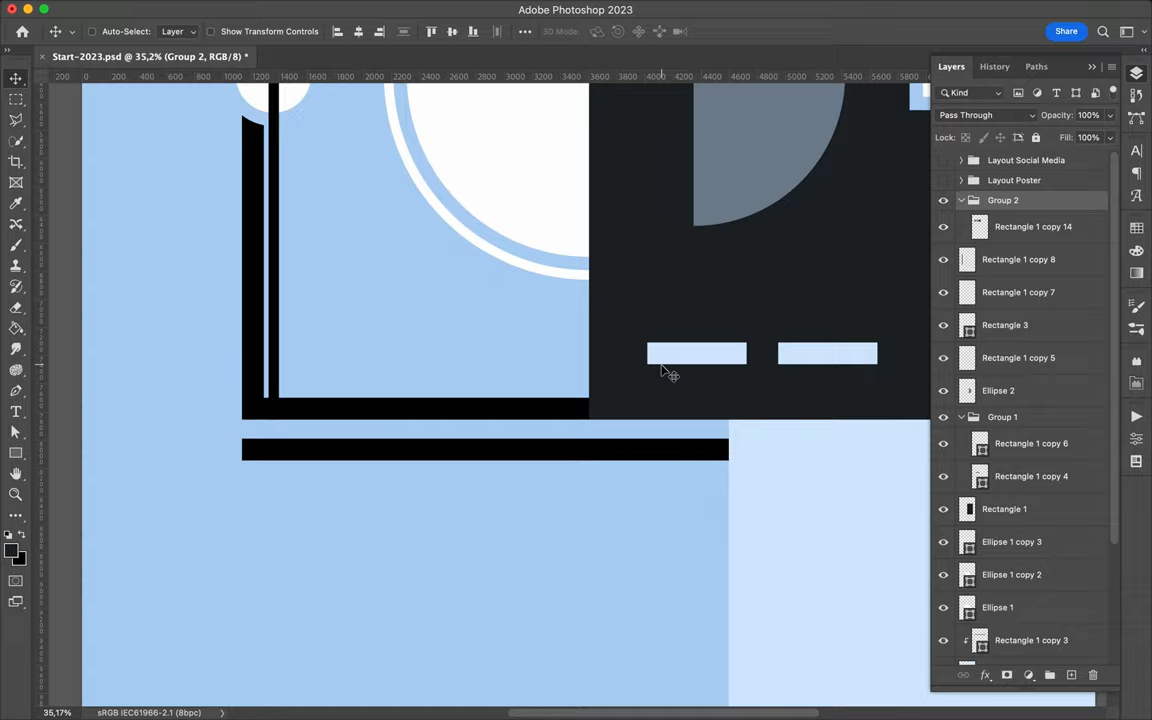 Adobe Photoshop 2023
Auto-Select: Layer Show Transform Controls 3D Mode: Share
Start-2023.psd @ 35,2% (Group 2, RGB/8) *
200 0 200 400 600 800 1000 1200 1400 1600 1800 2000 2200 2400 2600 2800 3000 3200 3400 3600 3800 4000 4200 4400 4600 4800 5000 5200 5400 5600 5800
Layers History Paths
Kind
Pass Through Opacity: 100%
Lock: Fill: 100%
Layout Social Media
Layout Poster
Group 2
Rectangle 1 copy 14
Rectangle 1 copy 8
Rectangle 1 copy 7
Rectangle 3
Rectangle 1 copy 5
Ellipse 2
Group 1
Rectangle 1 copy 6
Rectangle 1 copy 4
Rectangle 1
Ellipse 1 copy 3
Ellipse 1 copy 2
Ellipse 1
Rectangle 1 copy 3
35,17% sRGB IEC61966-2.1 (8bpc)